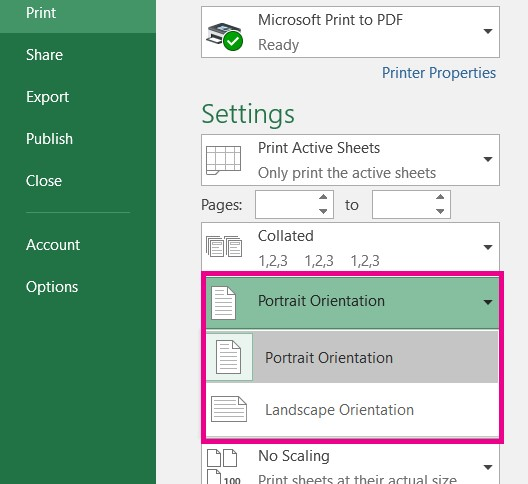 Print
Share
Export
Publish
Close
Account
Options
Microsoft Print to PDF
Ready
Printer Properties
Settings
Print Active Sheets
Only print the active sheets
Pages: to
Collated
1,2,3 1,2,3 1,2,3
Portrait Orientation
Portrait Orientation
Landscape Orientation
No Scaling
100
Print sheets at their actual size